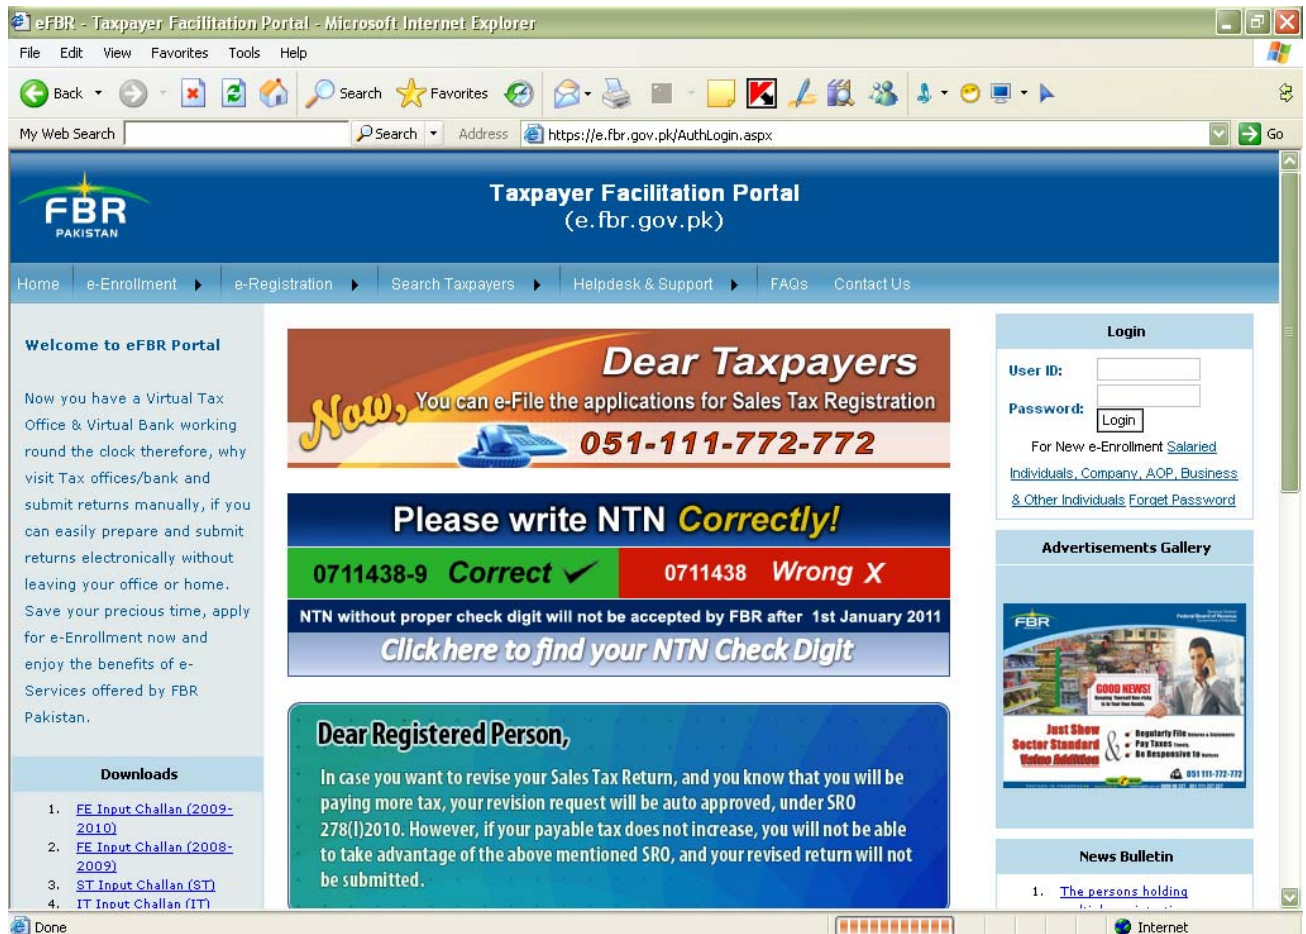 eFBR - Taxpayer Facilitation Portal - Microsoft Internet Explorer
File Edit View Favorites Tools Help
Back Search Favorites
My Web Search Search Address https://e.fbr.gov.pk/AuthLogin.aspx Go
FBR
PAKISTAN
Taxpayer Facilitation Portal
(e.fbr.gov.pk)
Home e-Enrollment e-Registration Search Taxpayers Helpdesk & Support FAQs Contact Us
Welcome to eFBR Portal
Now you have a Virtual Tax
Office & Virtual Bank working
round the clock therefore, why
visit Tax offices/bank and
submit returns manually, if you
can easily prepare and submit
returns electronically without
leaving your office or home.
Save your precious time, apply
for e-Enrollment now and
enjoy the benefits of e-
Services offered by FBR
Pakistan.
Downloads
1. FE Input Challan (2009-
2010)
2. FE Input Challan (2008-
2009)
3. ST Input Challan (ST)
4. IT Input Challan (IT)
Dear Taxpayers
Now, You can e-File the applications for Sales Tax Registration
051-111-772-772
Please write NTN Correctly!
0711438-9 Correct 0711438 Wrong X
NTN without proper check digit will not be accepted by FBR after 1st January 2011
Click here to find your NTN Check Digit
Dear Registered Person,
In case you want to revise your Sales Tax Return, and you know that you will be
paying more tax, your revision request will be auto approved, under SRO
278(I)2010. However, if your payable tax does not increase, you will not be able
to take advantage of the above mentioned SRO, and your revised return will not
be submitted.
Login
User ID:
Password:
Login
For New e-Enrollment Salaried
Individuals, Company, AOP, Business
& Other Individuals Forget Password
Advertisements Gallery
FBR
Federal Board of Revenue
GOOD NEWS!
Just Show
Sector Standard
Value Addition
&
Regularly File Returns & Statements
Pay Taxes
Be Responsive to
051 111-772-772
News Bulletin
1. The persons holding
Done Internet